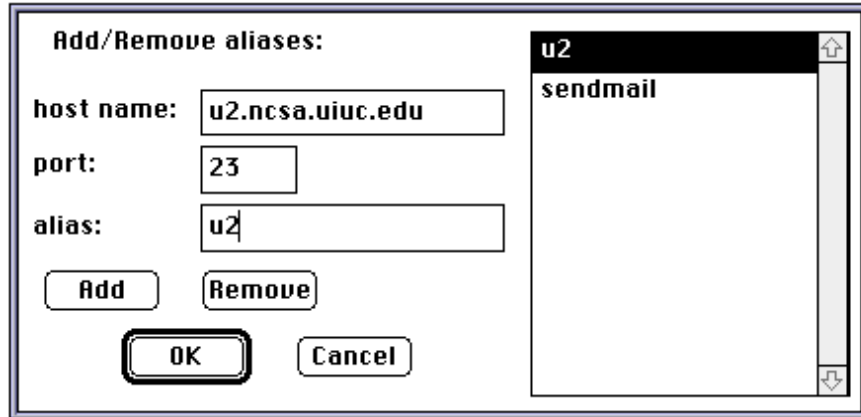 Add/Remove aliases:
host name: u2.ncsa.uiuc.edu
port: 23
alias: u2
Add Remove
OK Cancel
u2
sendmail